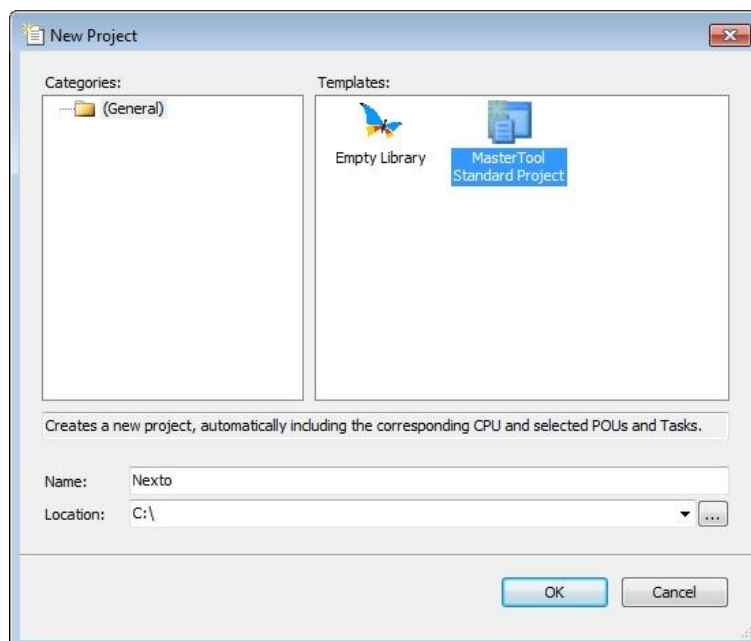 New Project
Categories:
Templates:
(General)
Empty Library
MasterTool
Standard Project
Creates a new project, automatically including the corresponding CPU and selected POUs and Tasks.
Name:
Nexto
Location:
C:\
...
OK
Cancel